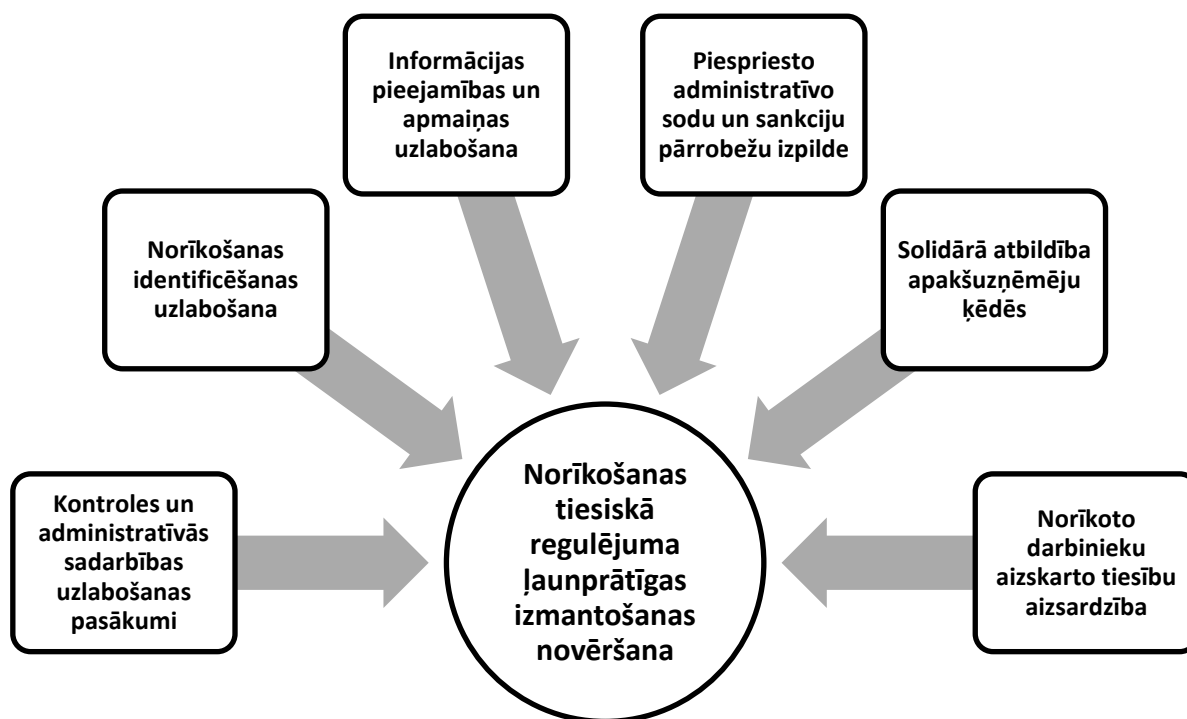 Informācijas
pieejamības un
apmaiņas
uzlabošana
Piespriesto
administratīvo
sodu un sankciju
pārrobežu izpilde
Norīkošanas
identificēšanas
uzlabošana
Solidārā atbildība
apakšuzņēmēju
ķēdēs
Kontroles un
administratīvās
sadarbības
uzlabošanas
pasākumi
Norīkošanas
tiesiskā
regulējuma
ļaunprātīgas
izmantošanas
novēršana
Norīkoto
darbinieku
aizskarto tiesību
aizsardzība